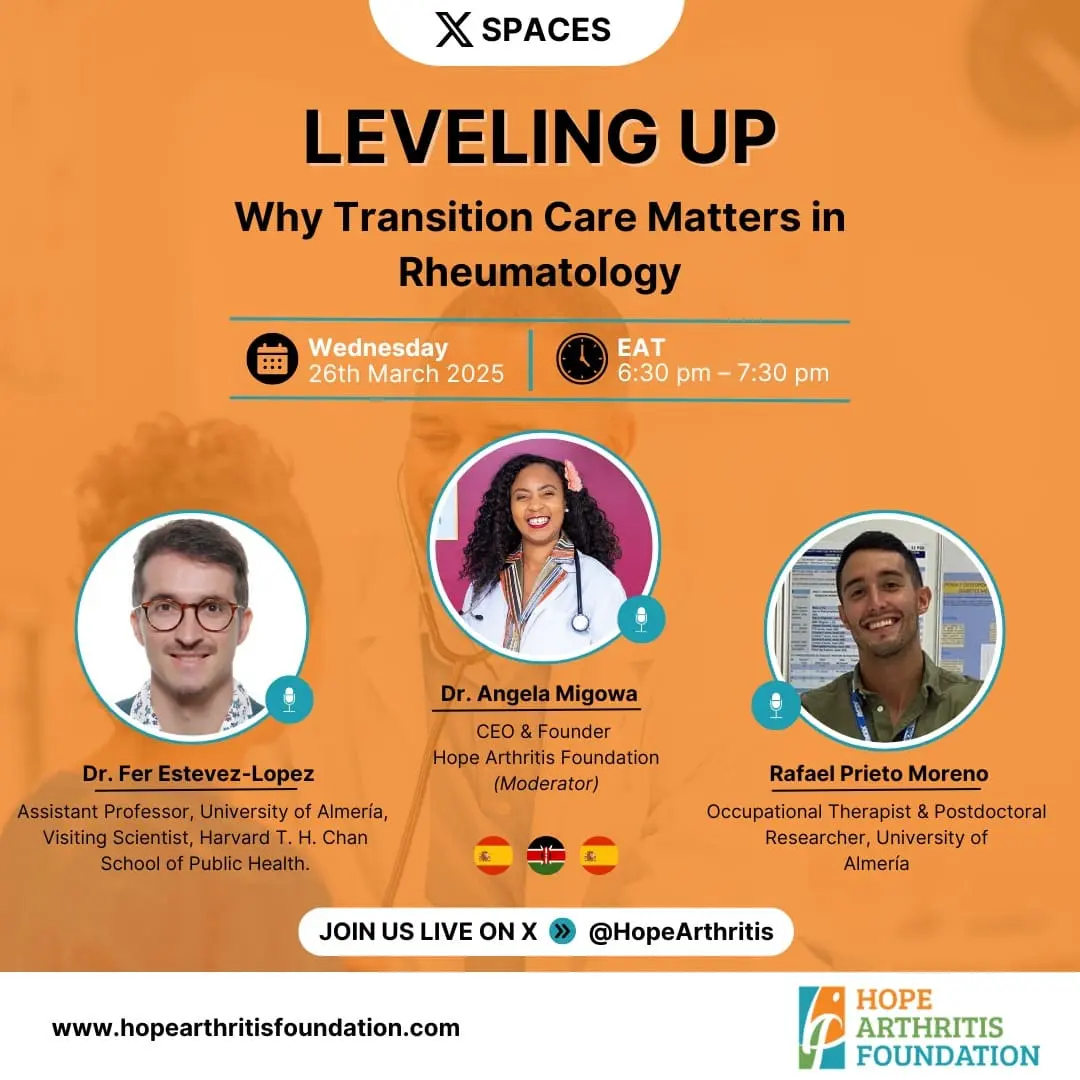 X SPACES
LEVELING UP
Why Transition Care Matters in
Rheumatology
Wednesday
26th March 2025
EAT
6:30 pm – 7:30 pm
Dr. Fer Estevez-Lopez
Assistant Professor, University of Almería,
Visiting Scientist, Harvard T. H. Chan
School of Public Health.
Dr. Angela Migowa
CEO & Founder
Hope Arthritis Foundation
(Moderator)
Rafael Prieto Moreno
Occupational Therapist & Postdoctoral
Researcher, University of
Almería
JOIN US LIVE ON X » @HopeArthritis
www.hopearthritisfoundation.com
HOPE
ARTHRITIS
FOUNDATION